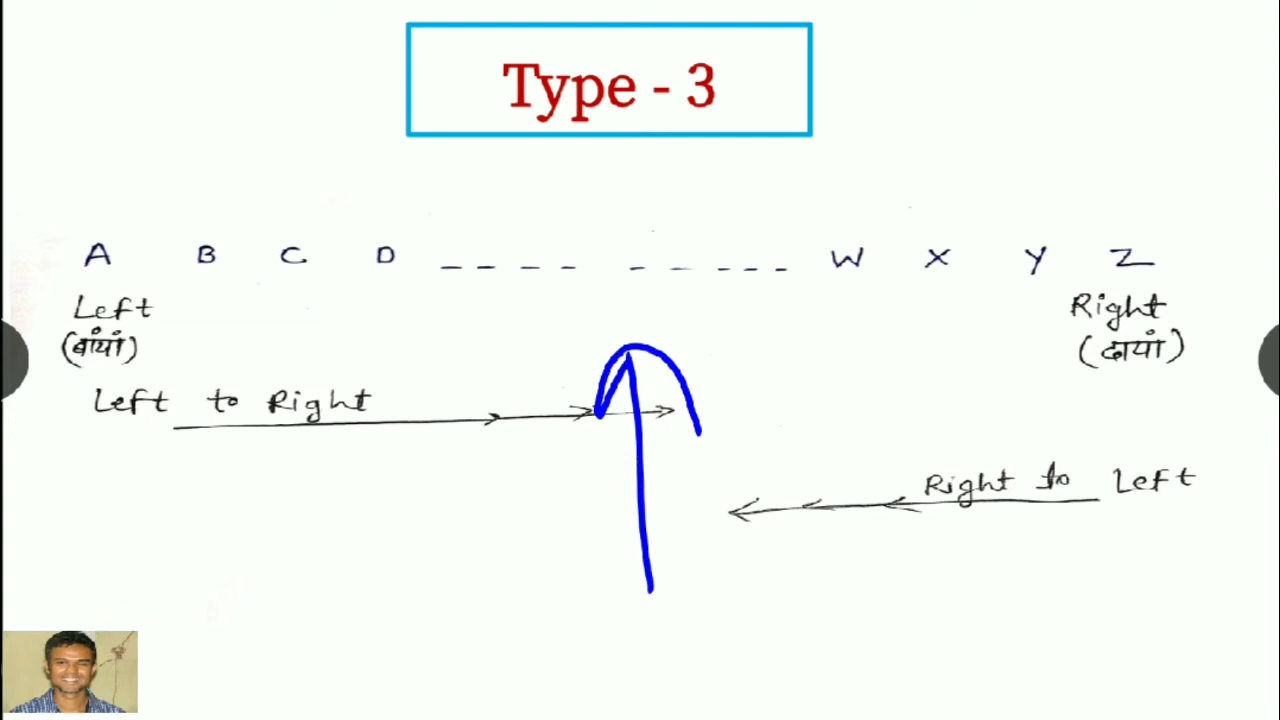 Type - 3
A B C D _ _ _ _ _ _ _ _ _ W X Y Z
Left Right
(बांयां) (दायां)
Left to Right
Right to Left